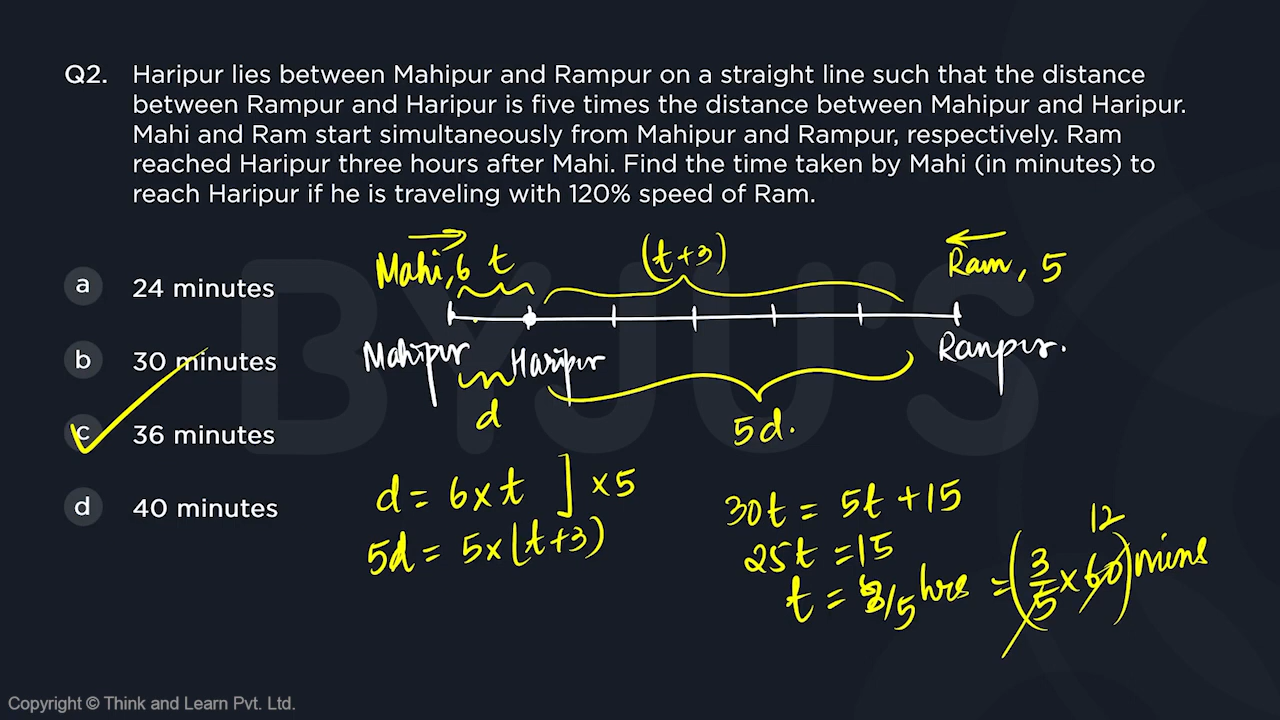 Q2. Haripur lies between Mahipur and Rampur on a straight line such that the distance
between Rampur and Haripur is five times the distance between Mahipur and Haripur.
Mahi and Ram start simultaneously from Mahipur and Rampur, respectively. Ram
reached Haripur three hours after Mahi. Find the time taken by Mahi (in minutes) to
reach Haripur if he is traveling with 120% speed of Ram.
a 24 minutes
b 30 minutes
c 36 minutes
d 40 minutes
Mahi, 6 t (t+3) Ram, 5
Mahipur Haripur Ranpur.
d 5d.
d = 6 x t ] x 5
5d = 5 x (t+3)
30t = 5t + 15
25t = 15
t = 3/5 hrs = (3/5 x 60) mins
12
BYJU'S
Copyright © Think and Learn Pvt. Ltd.